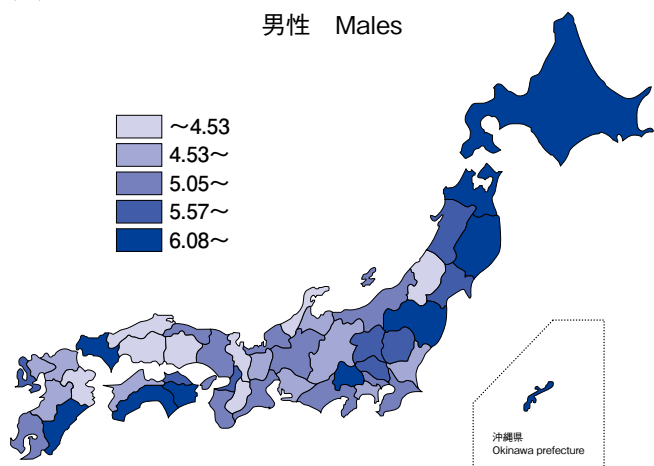 男性　Males
～4.53
4.53～
5.05～
5.57～
6.08～
沖縄県
Okinawa prefecture